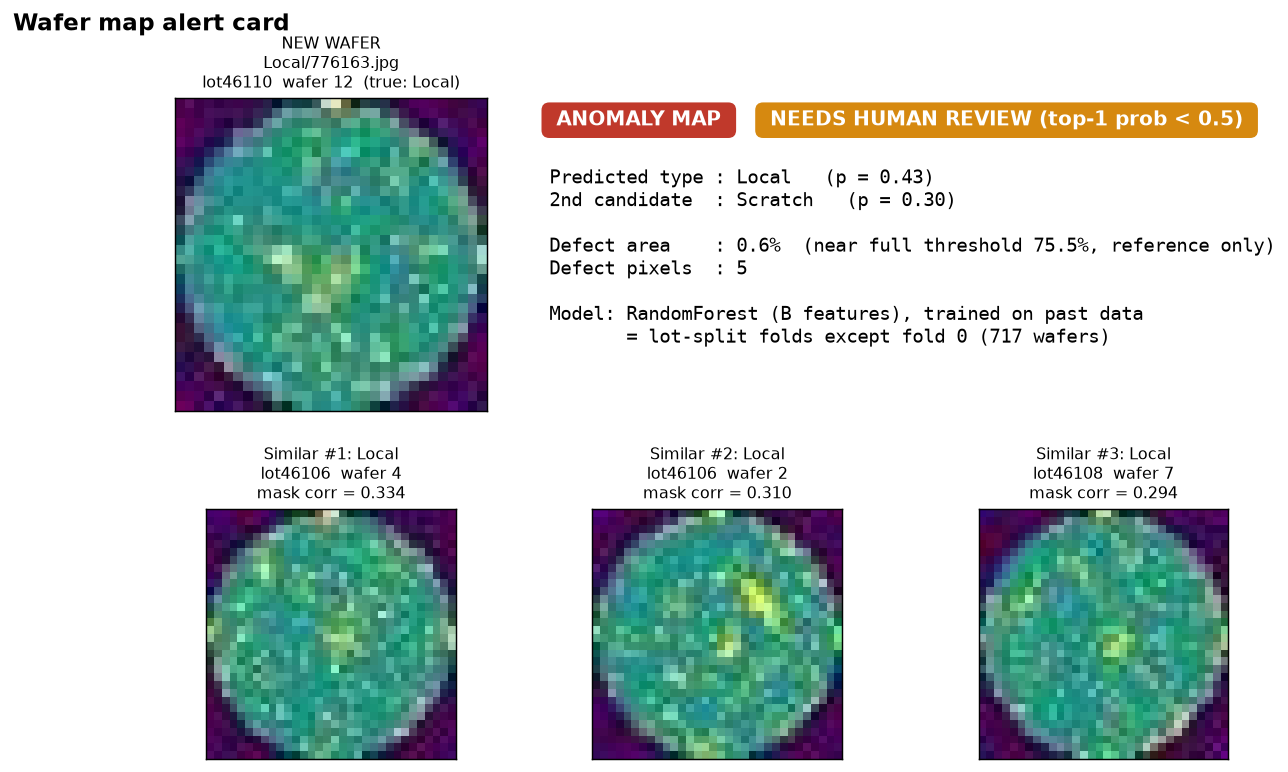 Wafer map alert card
NEW WAFER
Local/776163.jpg
lot46110  wafer 12  (true: Local)
ANOMALY MAP
NEEDS HUMAN REVIEW (top-1 prob < 0.5)
Predicted type : Local   (p = 0.43)
2nd candidate  : Scratch   (p = 0.30)
Defect area    : 0.6%  (near full threshold 75.5%, reference only)
Defect pixels  : 5
Model: RandomForest (B features), trained on past data
= lot-split folds except fold 0 (717 wafers)
Similar #1: Local
lot46106  wafer 4
mask corr = 0.334
Similar #2: Local
lot46106  wafer 2
mask corr = 0.310
Similar #3: Local
lot46108  wafer 7
mask corr = 0.294